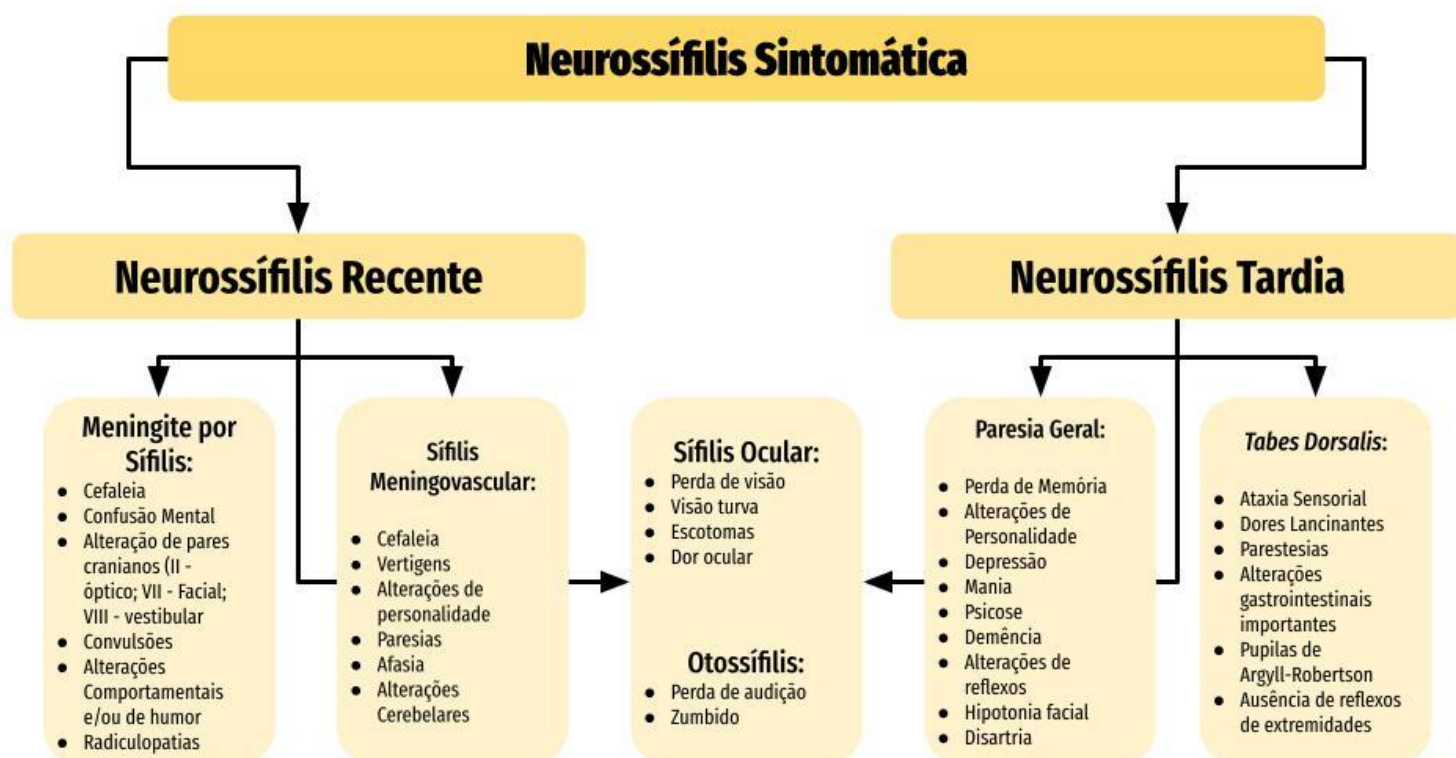 Neurossífilis Sintomática
Neurossífilis Recente
Neurossífilis Tardia
Meningite por
Sífilis:
● Cefaleia
● Confusão Mental
● Alteração de pares
cranianos (II -
óptico; VII - Facial;
VIII - vestibular
● Convulsões
● Alterações
Comportamentais
e/ou de humor
● Radiculopatias
Sífilis
Meningovascular:
● Cefaleia
● Vertigens
● Alterações de
personalidade
● Paresias
● Afasia
● Alterações
Cerebelares
Sífilis Ocular:
● Perda de visão
● Visão turva
● Escotomas
● Dor ocular
Otossífilis:
● Perda de audição
● Zumbido
Paresia Geral:
● Perda de Memória
● Alterações de
Personalidade
● Depressão
● Mania
● Psicose
● Demência
● Alterações de
reflexos
● Hipotonia facial
● Disartria
Tabes Dorsalis:
● Ataxia Sensorial
● Dores Lancinantes
● Parestesias
● Alterações
gastrointestinais
importantes
● Pupilas de
Argyll-Robertson
● Ausência de reflexos
de extremidades